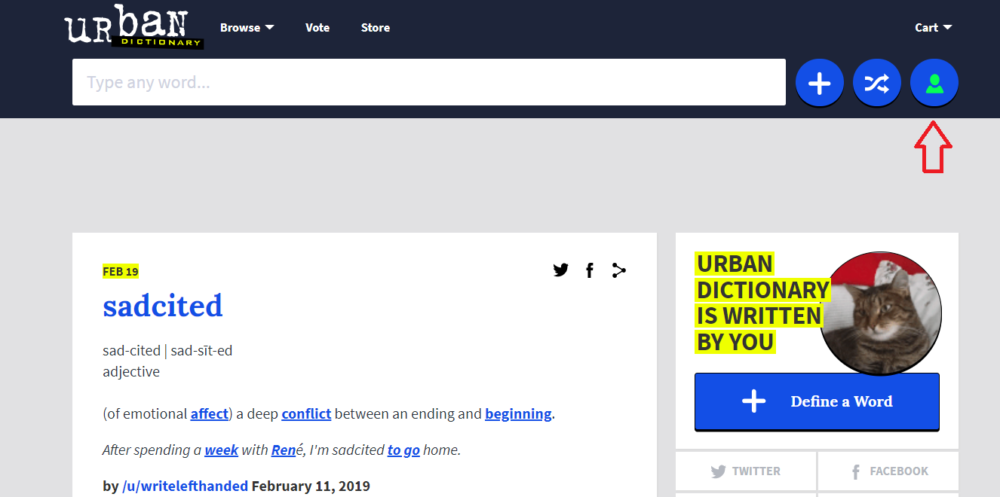 urban
DICTIONARY
Browse
Vote
Store
Cart
Type any word...
FEB 19
sadcited
sad-cited | sad-sīt-ed
adjective
(of emotional affect) a deep conflict between an ending and beginning.
After spending a week with René, I'm sadcited to go home.
by /u/writelefthanded February 11, 2019
URBAN
DICTIONARY
IS WRITTEN
BY YOU
Define a Word
TWITTER
FACEBOOK